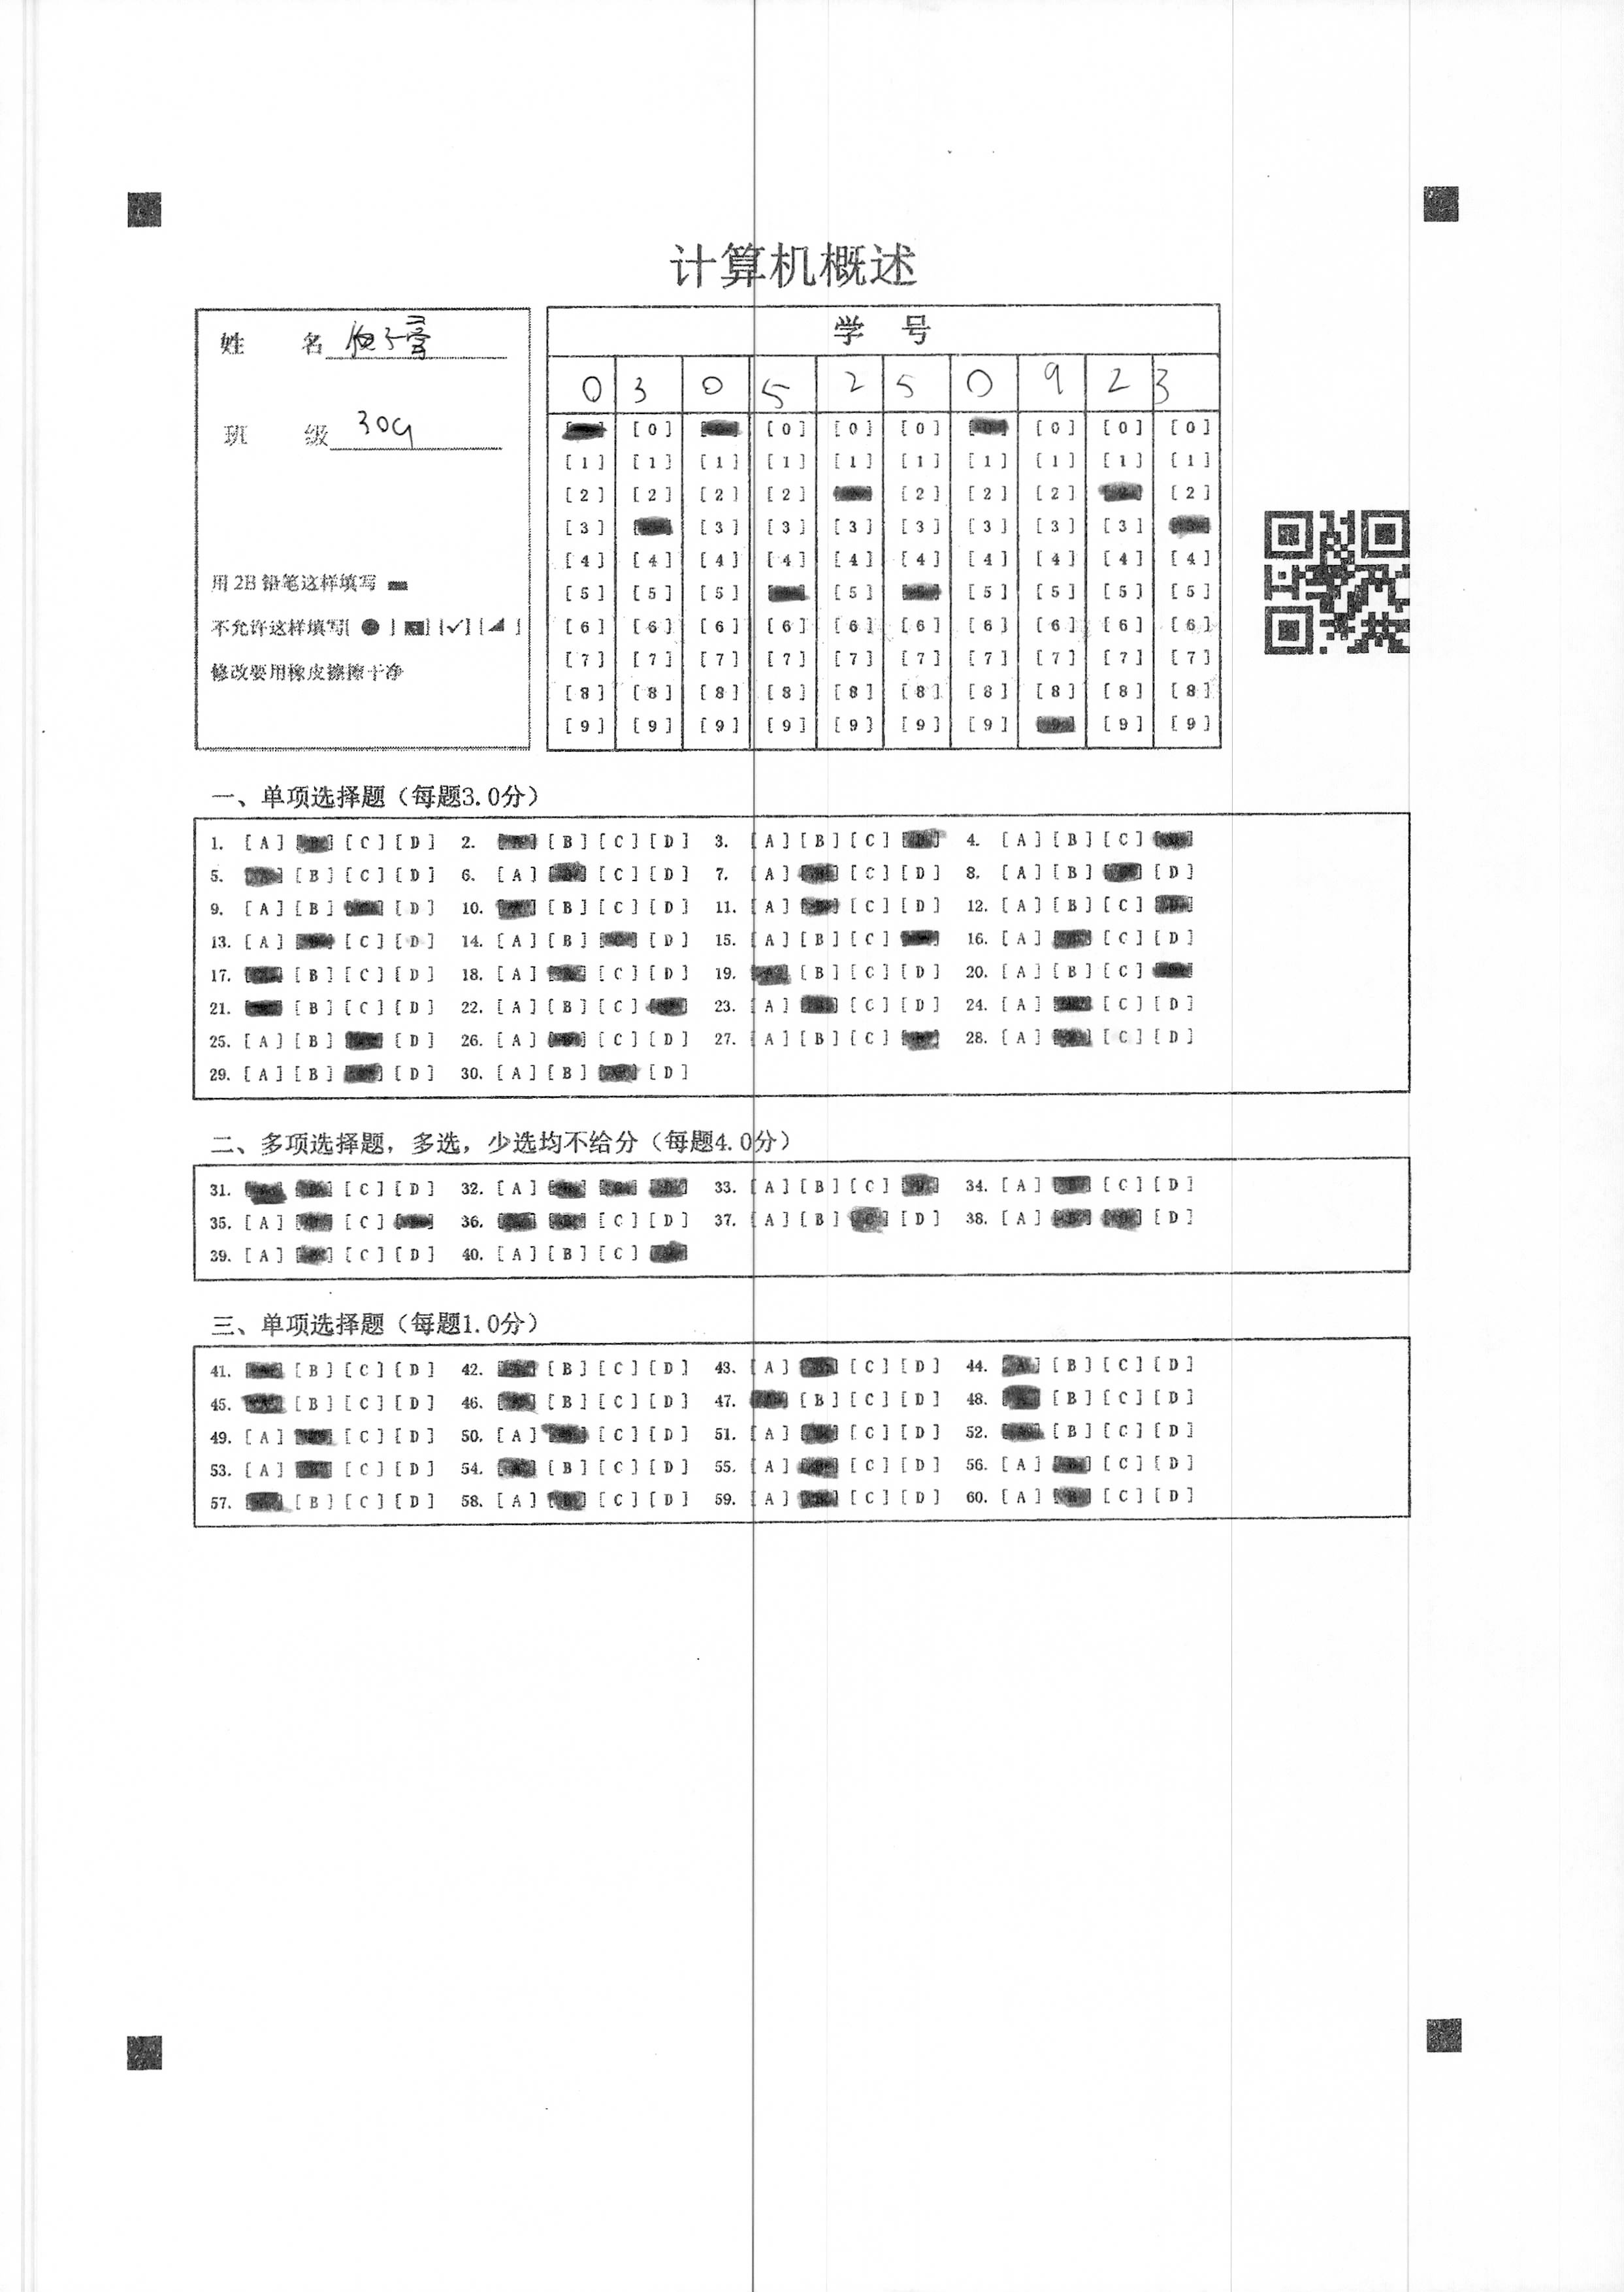 计算机概述
姓 名
班 级 309
用2B铅笔这样填写
不允许这样填写[ ● ] [ ] [✓] [◢ ]
修改要用橡皮擦擦干净
学 号
0 3 0 5 2 5 0 9 2 3
[0] [0] [0] [0] [0] [0] [0]
[1] [1] [1] [1] [1] [1] [1] [1] [1] [1]
[2] [2] [2] [2] [2] [2] [2] [2]
[3] [3] [3] [3] [3] [3] [3] [3]
[4] [4] [4] [4] [4] [4] [4] [4] [4] [4]
[5] [5] [5] [5] [5] [5] [5] [5]
[6] [6] [6] [6] [6] [6] [6] [6] [6] [6]
[7] [7] [7] [7] [7] [7] [7] [7] [7] [7]
[8] [8] [8] [8] [8] [8] [8] [8] [8] [8]
[9] [9] [9] [9] [9] [9] [9] [9] [9]
一、单项选择题（每题3.0分）
1. [A] [C] [D] 2. [B] [C] [D] 3. [A] [B] [C] 4. [A] [B] [C]
5. [B] [C] [D] 6. [A] [C] [D] 7. [A] [C] [D] 8. [A] [B] [D]
9. [A] [B] [D] 10. [B] [C] [D] 11. [A] [C] [D] 12. [A] [B] [C]
13. [A] [C] [D] 14. [A] [B] [D] 15. [A] [B] [C] 16. [A] [C] [D]
17. [B] [C] [D] 18. [A] [C] [D] 19. [B] [C] [D] 20. [A] [B] [C]
21. [B] [C] [D] 22. [A] [B] [C] 23. [A] [C] [D] 24. [A] [C] [D]
25. [A] [B] [D] 26. [A] [C] [D] 27. [A] [B] [C] 28. [A] [C] [D]
29. [A] [B] [D] 30. [A] [B] [D]
二、多项选择题，多选，少选均不给分（每题4.0分）
31. [C] [D] 32. [A] 33. [A] [B] [C] 34. [A] [C] [D]
35. [A] [C] 36. [C] [D] 37. [A] [B] [D] 38. [A] [D]
39. [A] [C] [D] 40. [A] [B] [C]
三、单项选择题（每题1.0分）
41. [B] [C] [D] 42. [B] [C] [D] 43. [A] [C] [D] 44. [A] [B] [C] [D]
45. [B] [C] [D] 46. [B] [C] [D] 47. [B] [C] [D] 48. [B] [C] [D]
49. [A] [C] [D] 50. [A] [C] [D] 51. [A] [C] [D] 52. [B] [C] [D]
53. [A] [C] [D] 54. [B] [C] [D] 55. [A] [C] [D] 56. [A] [C] [D]
57. [B] [C] [D] 58. [A] [C] [D] 59. [A] [C] [D] 60. [A] [C] [D]